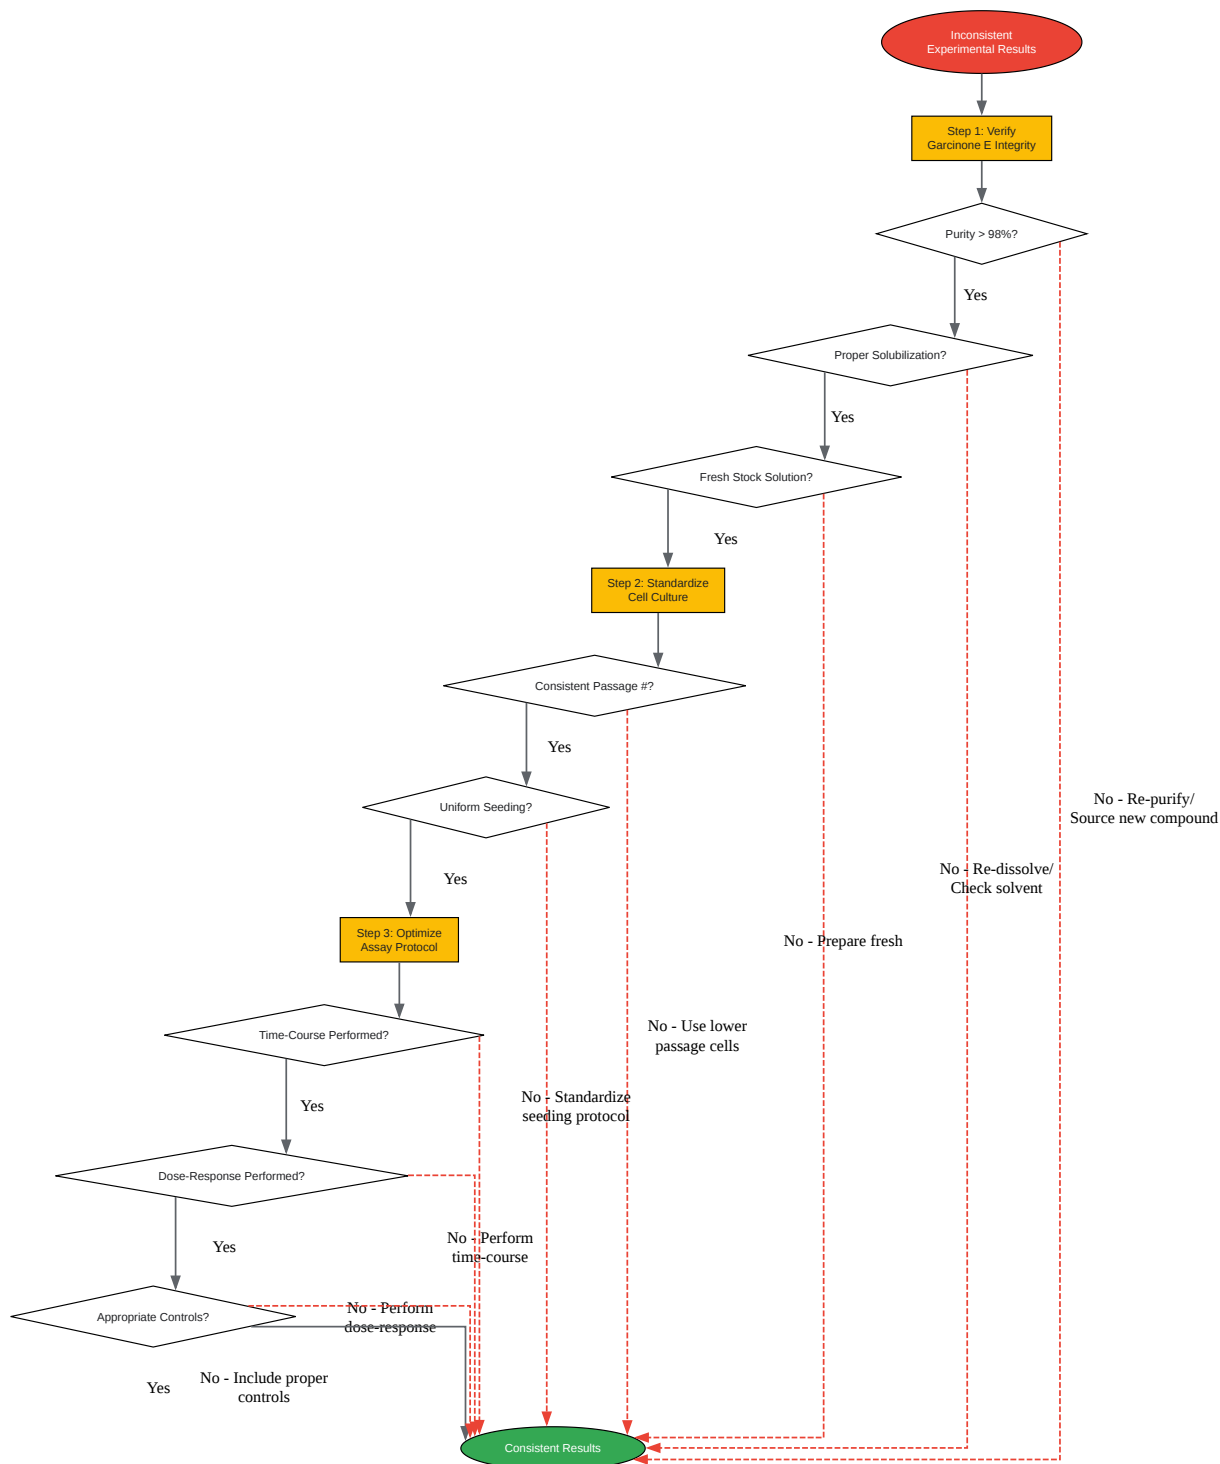 Inconsistent
Experimental Results
Step 1: Verify
Garcinone E Integrity
Purity > 98%?
Yes
Proper Solubilization?
Yes
Fresh Stock Solution?
Yes
Step 2: Standardize
Cell Culture
Consistent Passage #?
Yes
Uniform Seeding?
No - Re-purify/
Source new compound
Yes
No - Re-dissolve/
Check solvent
Step 3: Optimize
Assay Protocol
No - Prepare fresh
Time-Course Performed?
No - Use lower
passage cells
Yes
No - Standardize
seeding protocol
Dose-Response Performed?
Yes
No - Perform
time-course
Appropriate Controls?
No - Perform
dose-response
Yes
No - Include proper
controls
Consistent Results